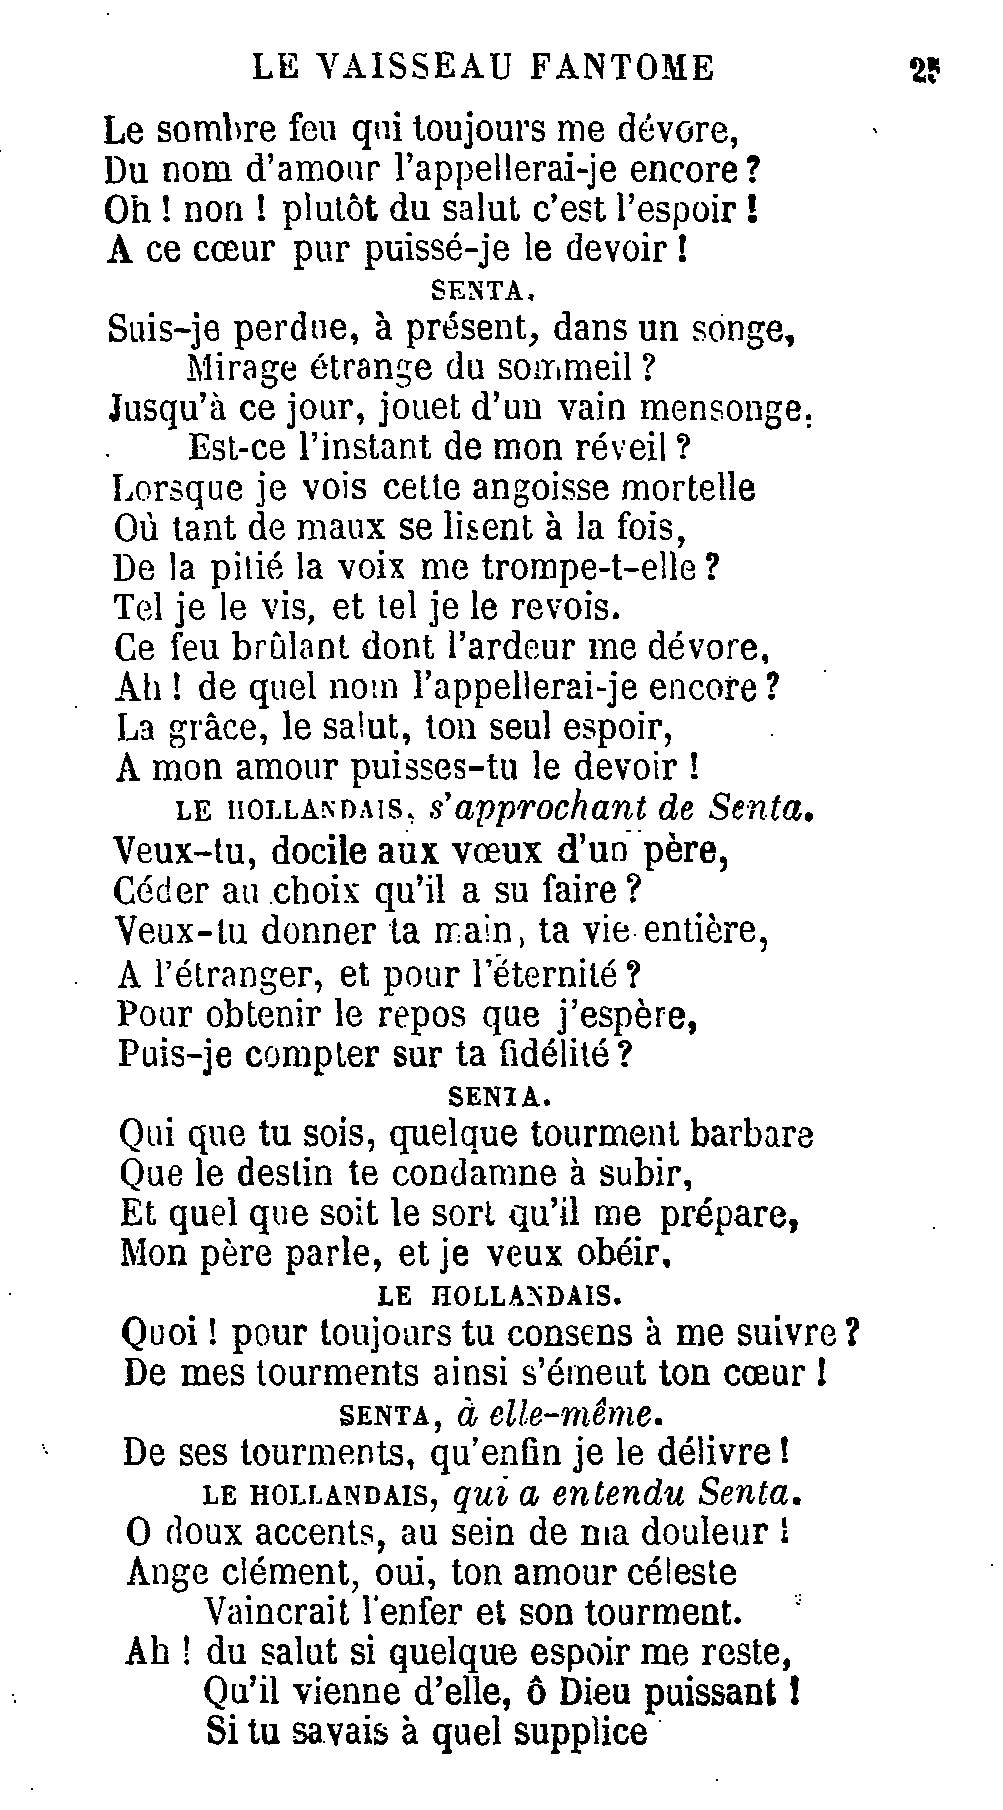 LE VAISSEAU FANTOME 25
Le sombre feu qui toujours me dévore,
Du nom d'amour l'appellerai-je encore ?
Oh ! non ! plutôt du salut c'est l'espoir !
A ce cœur pur puissé-je le devoir !
SENTA.
Suis-je perdue, à présent, dans un songe,
Mirage étrange du sommeil ?
Jusqu'à ce jour, jouet d'un vain mensonge.
Est-ce l'instant de mon réveil ?
Lorsque je vois cette angoisse mortelle
Où tant de maux se lisent à la fois,
De la pitié la voix me trompe-t-elle ?
Tel je le vis, et tel je le revois.
Ce feu brûlant dont l'ardeur me dévore,
Ah ! de quel nom l'appellerai-je encore ?
La grâce, le salut, ton seul espoir,
A mon amour puisses-tu le devoir !
LE HOLLANDAIS, s'approchant de Senta.
Veux-tu, docile aux vœux d'un père,
Céder au choix qu'il a su faire ?
Veux-tu donner ta main, ta vie entière,
A l'étranger, et pour l'éternité ?
Pour obtenir le repos que j'espère,
Puis-je compter sur ta fidélité ?
SENTA.
Qui que tu sois, quelque tourment barbare
Que le destin te condamne à subir,
Et quel que soit le sort qu'il me prépare,
Mon père parle, et je veux obéir.
LE HOLLANDAIS.
Quoi ! pour toujours tu consens à me suivre ?
De mes tourments ainsi s'émeut ton cœur !
SENTA, à elle-même.
De ses tourments, qu'enfin je le délivre !
LE HOLLANDAIS, qui a entendu Senta.
O doux accents, au sein de ma douleur !
Ange clément, oui, ton amour céleste
Vaincrait l'enfer et son tourment.
Ah ! du salut si quelque espoir me reste,
Qu'il vienne d'elle, ô Dieu puissant !
Si tu savais à quel supplice